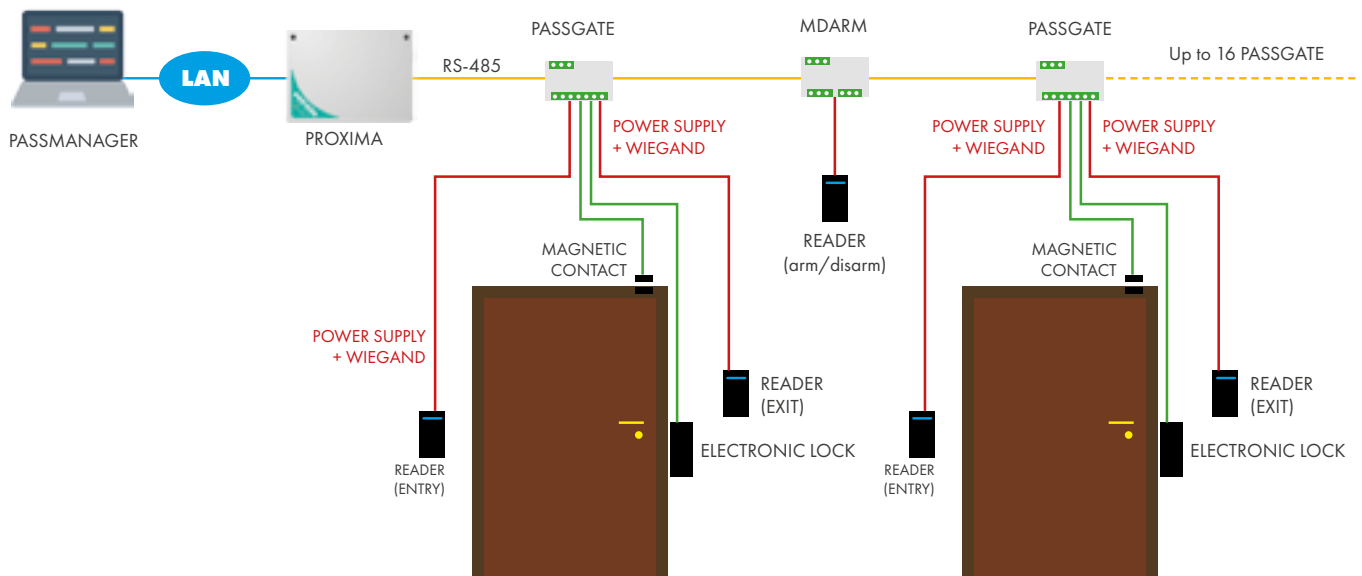 PASSMANAGER
LAN
PROXIMA
RS-485
PASSGATE
MDARM
PASSGATE
Up to 16 PASSGATE
POWER SUPPLY
+ WIEGAND
POWER SUPPLY
+ WIEGAND
POWER SUPPLY
+ WIEGAND
READER
(arm/disarm)
MAGNETIC
CONTACT
MAGNETIC
CONTACT
POWER SUPPLY
+ WIEGAND
READER
(EXIT)
READER
(EXIT)
ELECTRONIC LOCK
ELECTRONIC LOCK
READER
(ENTRY)
READER
(ENTRY)